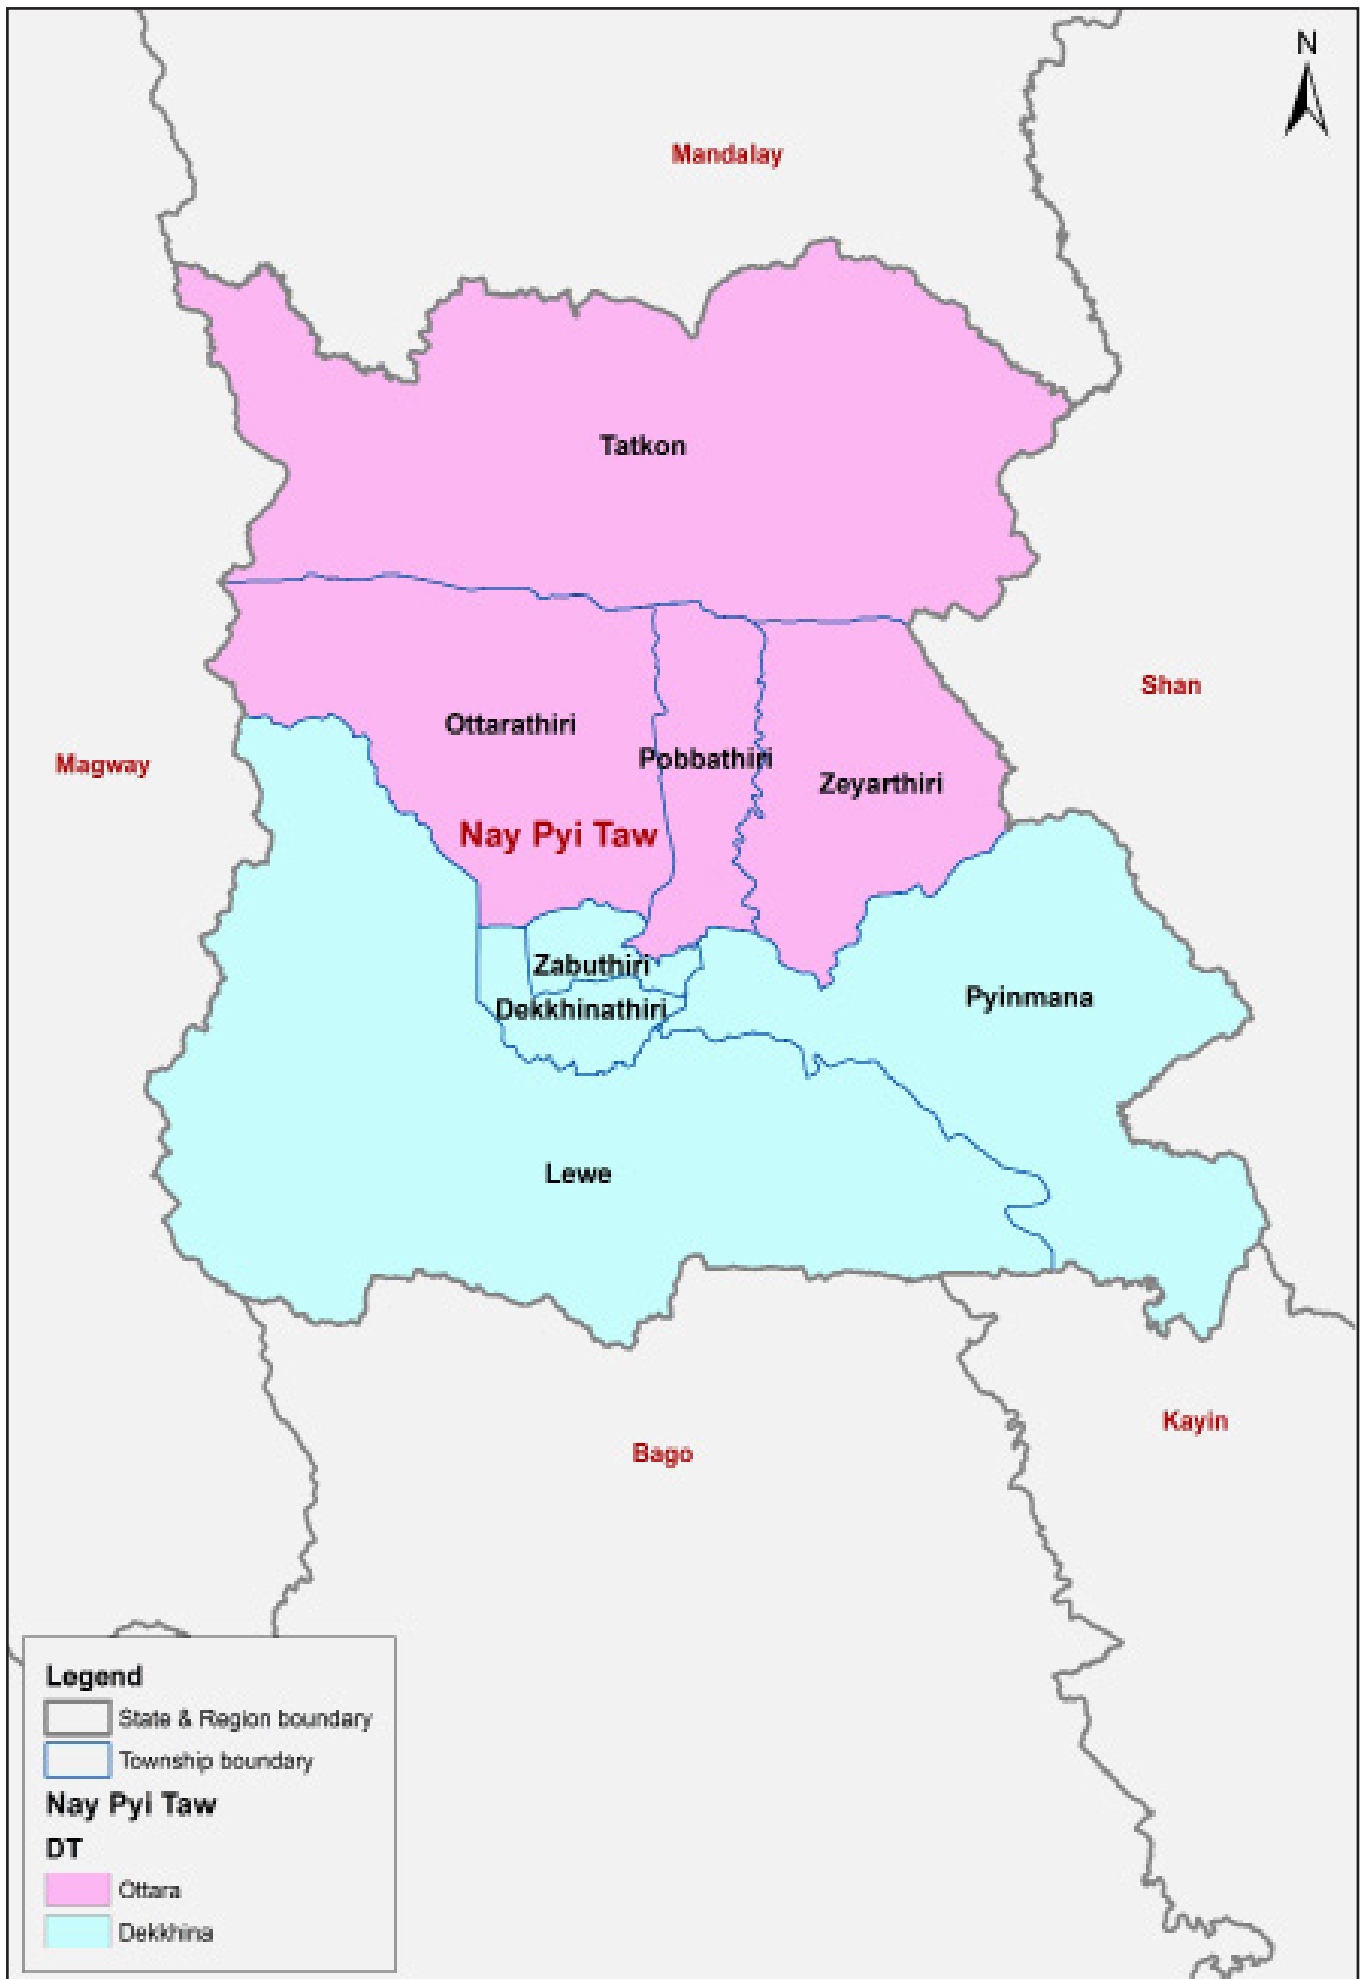 N
Mandalay
Tatkon
Shan
Ottarathiri
Pobbathiri
Magway
Zeyarthiri
Nay Pyi Taw
Zabuthiri
Pyinmana
Dekkhinathiri
Lewe
Kayin
Bago
Legend
State & Region boundary
Township boundary
Nay Pyi Taw
DT
Ottara
Dekkhina